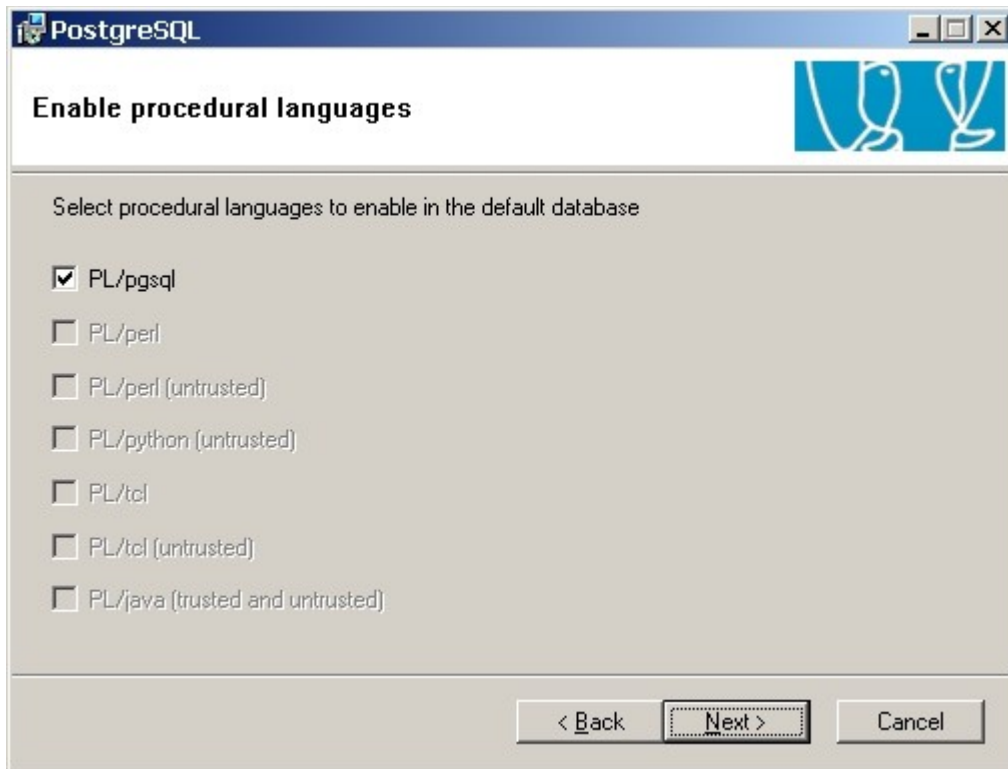 PostgreSQL
Enable procedural languages
Select procedural languages to enable in the default database
PL/pgsql
PL/perl
PL/perl (untrusted)
PL/python (untrusted)
PL/tcl
PL/tcl (untrusted)
PL/java (trusted and untrusted)
< Back Next > Cancel